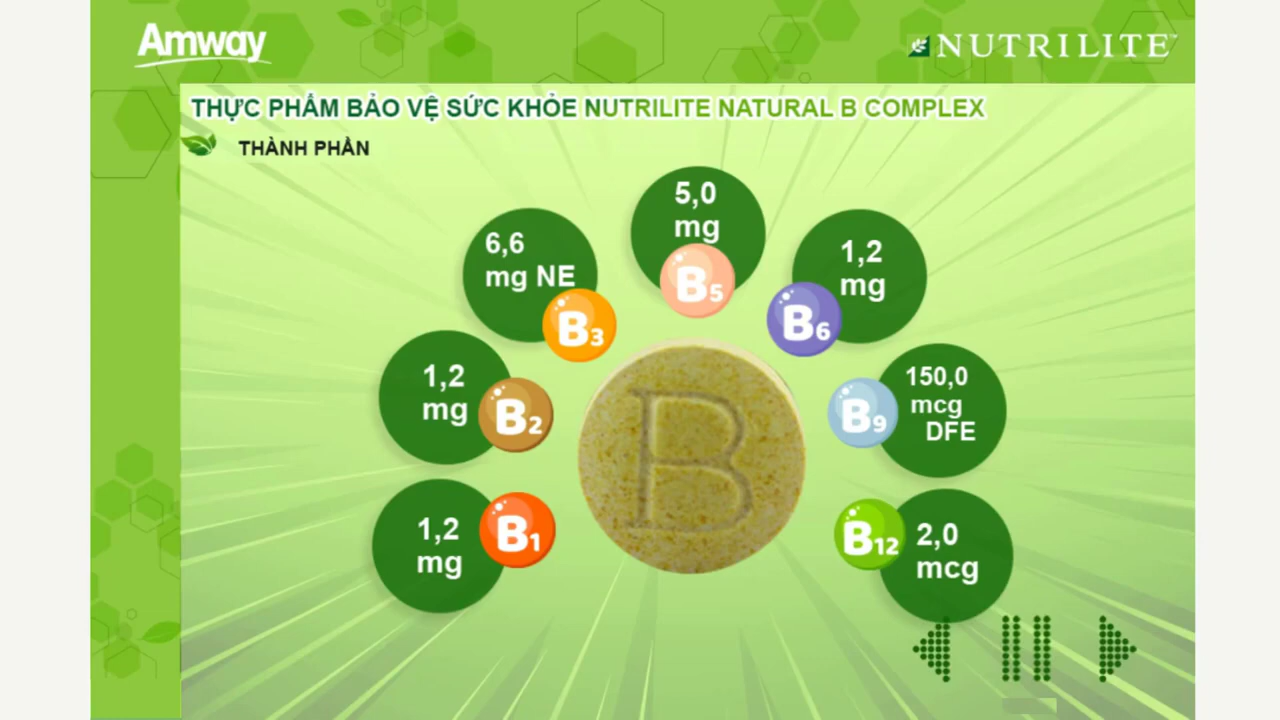 Amway
NUTRILITE™
THỰC PHẨM BẢO VỆ SỨC KHỎE NUTRILITE NATURAL B COMPLEX
THÀNH PHẦN
5,0
mg
B5
6,6
mg NE
B3
1,2
mg
B6
1,2
mg
B2
150,0
mcg
DFE
B9
1,2
mg
B1
2,0
mcg
B12
B